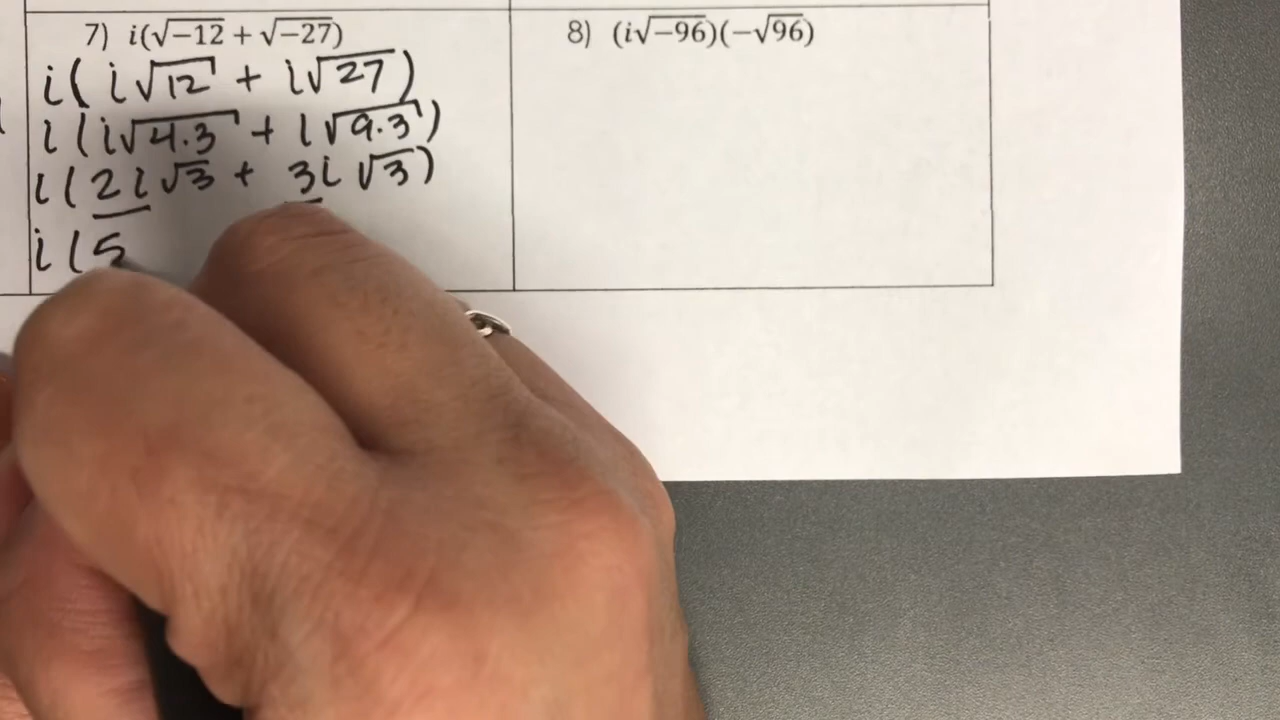 7) i(√−12 + √−27)
i( i√12 + i√27 )
i(i√4.3 + i√9.3)
i(2i√3 + 3i√3)
i(5
8) (i√−96)(−√96)